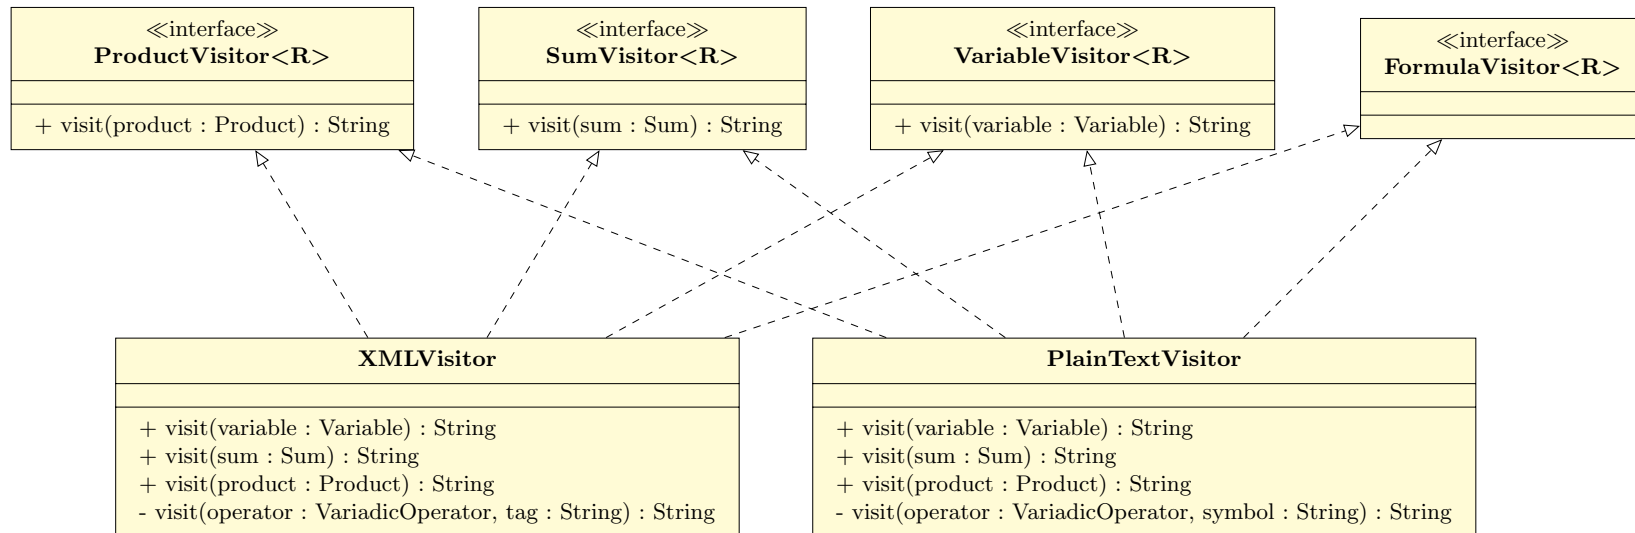 ≪interface≫
ProductVisitor<R>
+ visit(product : Product) : String
≪interface≫
SumVisitor<R>
+ visit(sum : Sum) : String
≪interface≫
VariableVisitor<R>
+ visit(variable : Variable) : String
≪interface≫
FormulaVisitor<R>
XMLVisitor
+ visit(variable : Variable) : String
+ visit(sum : Sum) : String
+ visit(product : Product) : String
- visit(operator : VariadicOperator, tag : String) : String
PlainTextVisitor
+ visit(variable : Variable) : String
+ visit(sum : Sum) : String
+ visit(product : Product) : String
- visit(operator : VariadicOperator, symbol : String) : String